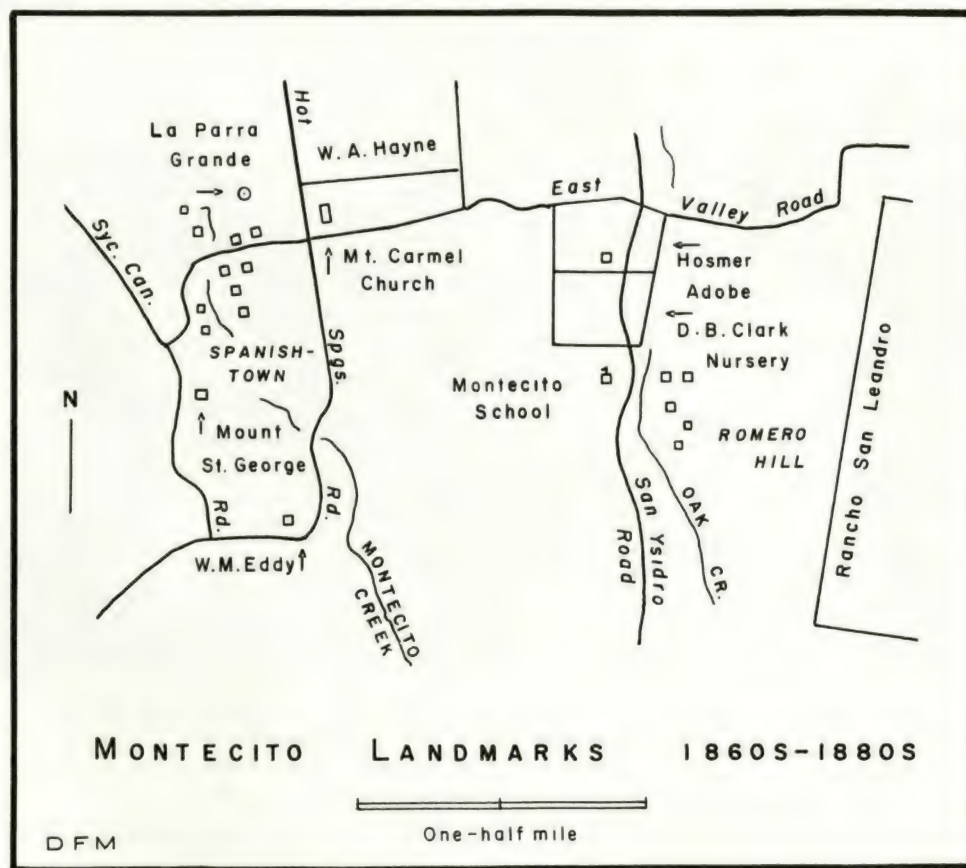 La Parra
Grande
Hot
Spgs.
Rd.
W. A. Hayne
East
Valley
Road
Syc. Can.
Rd.
Mt. Carmel
Church
Hosmer
Adobe
D. B. Clark
Nursery
SPANISH-
TOWN
N
Mount
St. George
Montecito
School
ROMERO
HILL
Rancho San Leandro
W. M. Eddy
MONTECITO
CREEK
San Ysidro
Road
OAK
CR.
MONTECITO LANDMARKS 1860S-1880S
One-half mile
DFM